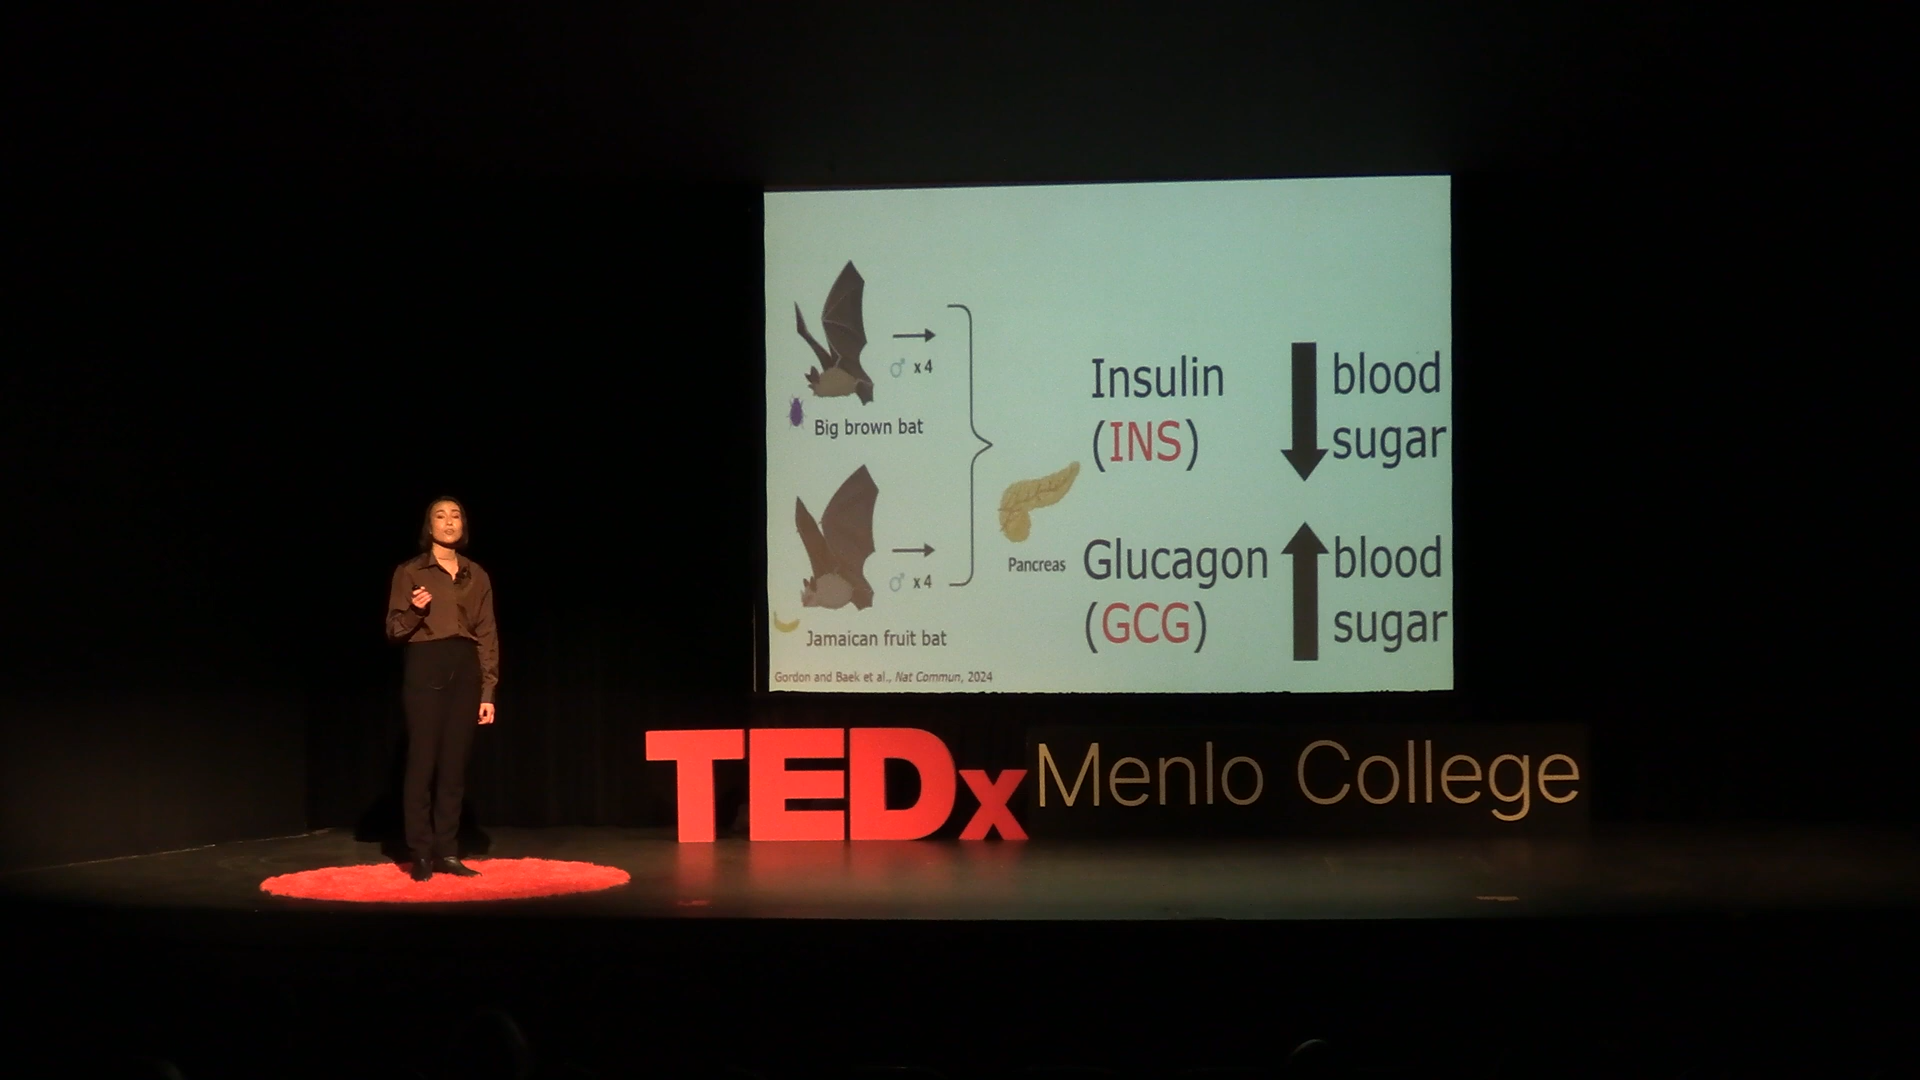 ♂ x 4
Big brown bat
♂ x 4
Jamaican fruit bat
Gordon and Baek et al., Nat Commun, 2024
Pancreas
Insulin
(INS)
blood
sugar
Glucagon
(GCG)
blood
sugar
TEDx Menlo College